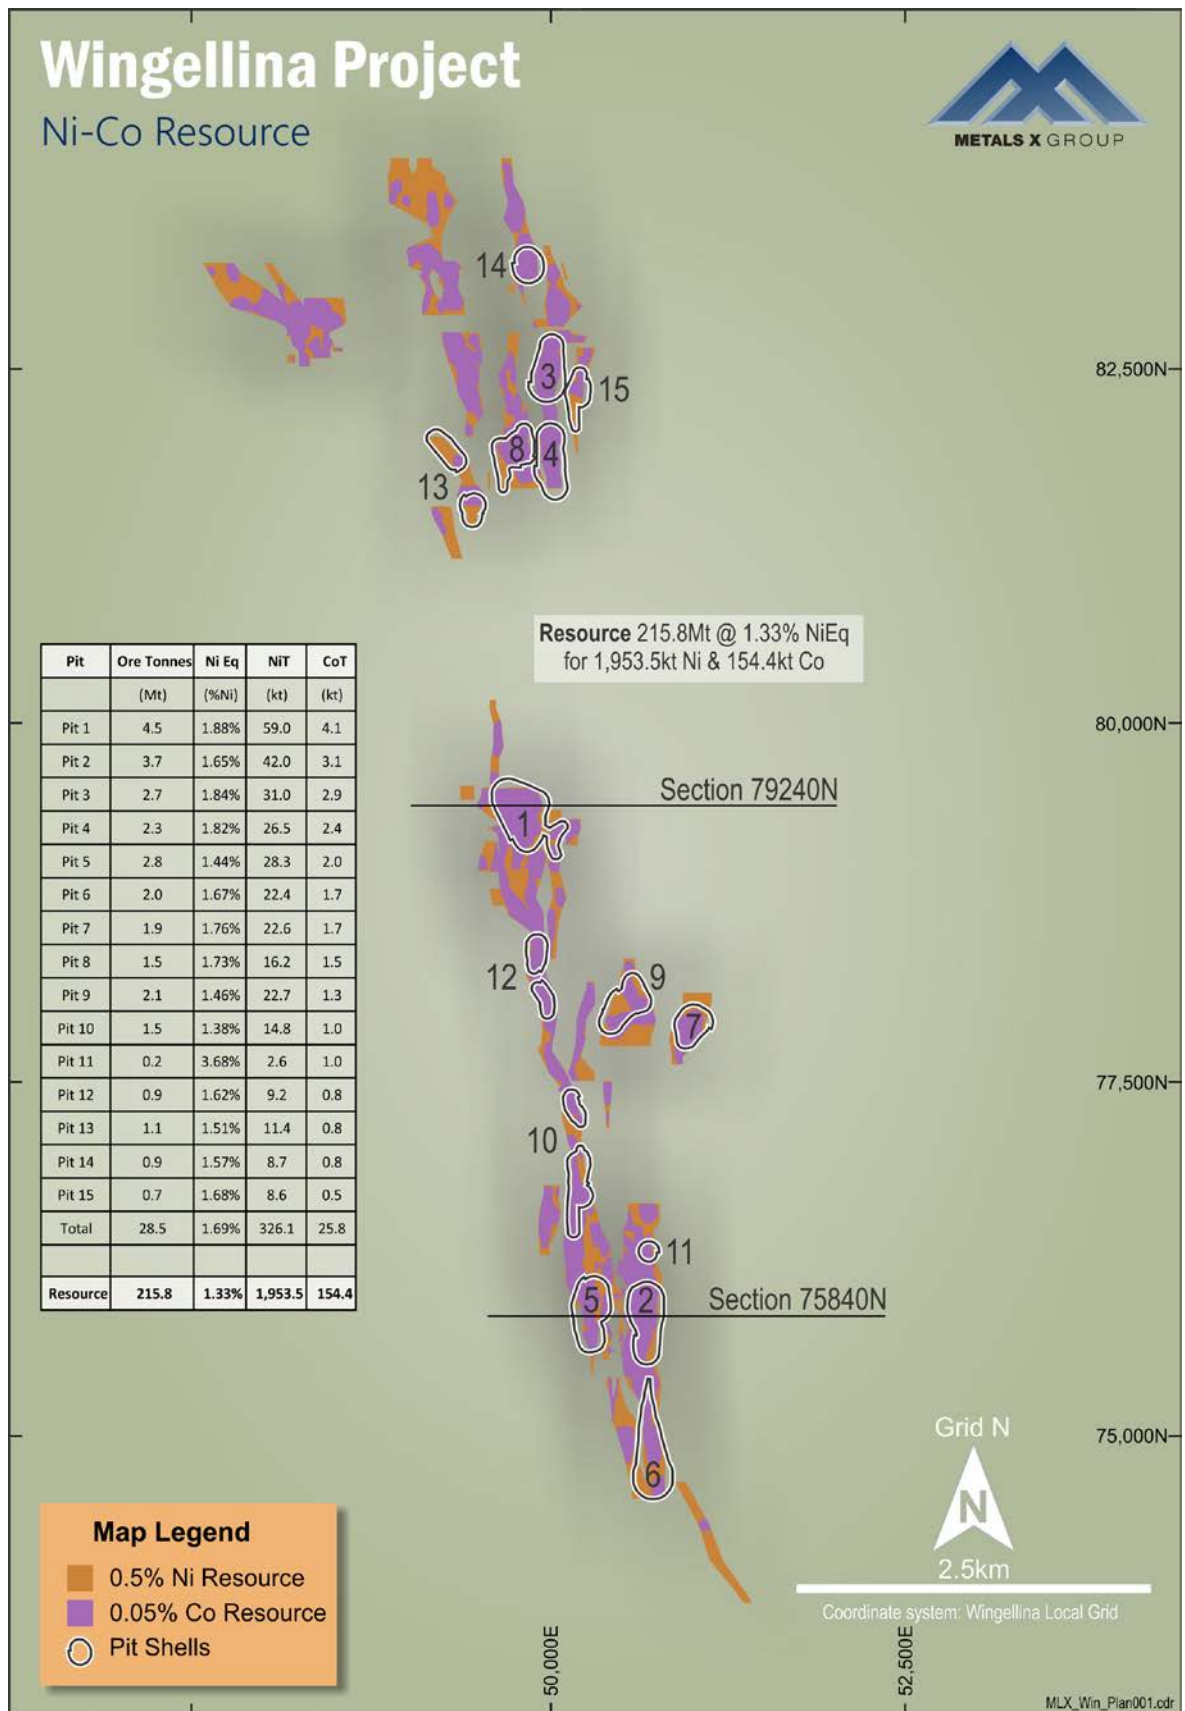 Wingellina Project
Ni-Co Resource
METALS X GROUP
14
3
15
82,500N
8
4
13
Resource 215.8Mt @ 1.33% NiEq
for 1,953.5kt Ni & 154.4kt Co
Pit Ore Tonnes Ni Eq NiT CoT
(Mt) (%Ni) (kt) (kt)
Pit 1 4.5 1.88% 59.0 4.1
Pit 2 3.7 1.65% 42.0 3.1
Pit 3 2.7 1.84% 31.0 2.9
Pit 4 2.3 1.82% 26.5 2.4
Pit 5 2.8 1.44% 28.3 2.0
Pit 6 2.0 1.67% 22.4 1.7
Pit 7 1.9 1.76% 22.6 1.7
Pit 8 1.5 1.73% 16.2 1.5
Pit 9 2.1 1.46% 22.7 1.3
Pit 10 1.5 1.38% 14.8 1.0
Pit 11 0.2 3.68% 2.6 1.0
Pit 12 0.9 1.62% 9.2 0.8
Pit 13 1.1 1.51% 11.4 0.8
Pit 14 0.9 1.57% 8.7 0.8
Pit 15 0.7 1.68% 8.6 0.5
Total 28.5 1.69% 326.1 25.8
Resource 215.8 1.33% 1,953.5 154.4
80,000N
Section 79240N
1
12
9
7
77,500N
10
11
5
2
Section 75840N
75,000N
6
Grid N
N
2.5km
Coordinate system: Wingellina Local Grid
Map Legend
0.5% Ni Resource
0.05% Co Resource
Pit Shells
50,000E
52,500E
MLX_Win_Plan001.cdr